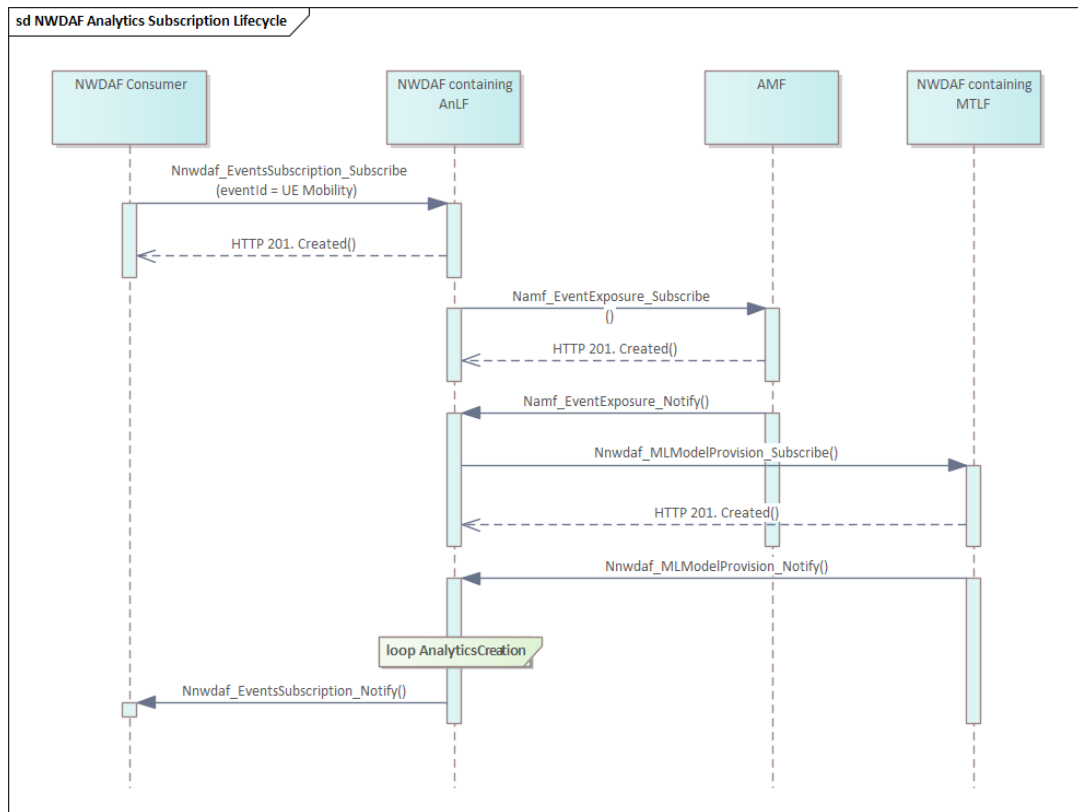 sd NWDAF Analytics Subscription Lifecycle
NWDAF Consumer
NWDAF containing
AnLF
AMF
NWDAF containing
MTLF
Nnwdaf_EventsSubscription_Subscribe
(eventId = UE Mobility)
HTTP 201. Created()
Namf_EventExposure_Subscribe
()
HTTP 201. Created()
Namf_EventExposure_Notify()
Nnwdaf_MLModelProvision_Subscribe()
HTTP 201. Created()
Nnwdaf_MLModelProvision_Notify()
loop AnalyticsCreation
Nnwdaf_EventsSubscription_Notify()